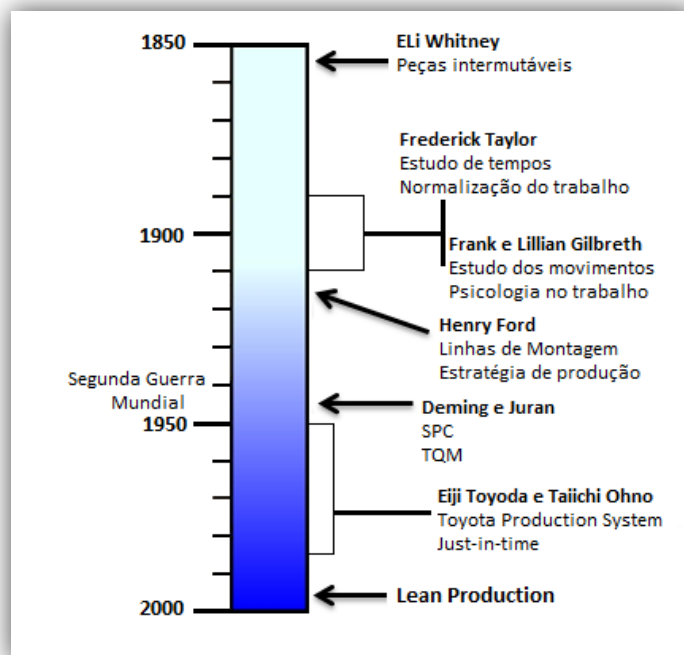 1850
ELi Whitney
Peças intermutáveis
Frederick Taylor
Estudo de tempos
Normalização do trabalho
1900
Frank e Lillian Gilbreth
Estudo dos movimentos
Psicologia no trabalho
Henry Ford
Linhas de Montagem
Estratégia de produção
Segunda Guerra
Mundial
1950
Deming e Juran
SPC
TQM
Eiji Toyoda e Taiichi Ohno
Toyota Production System
Just-in-time
Lean Production
2000